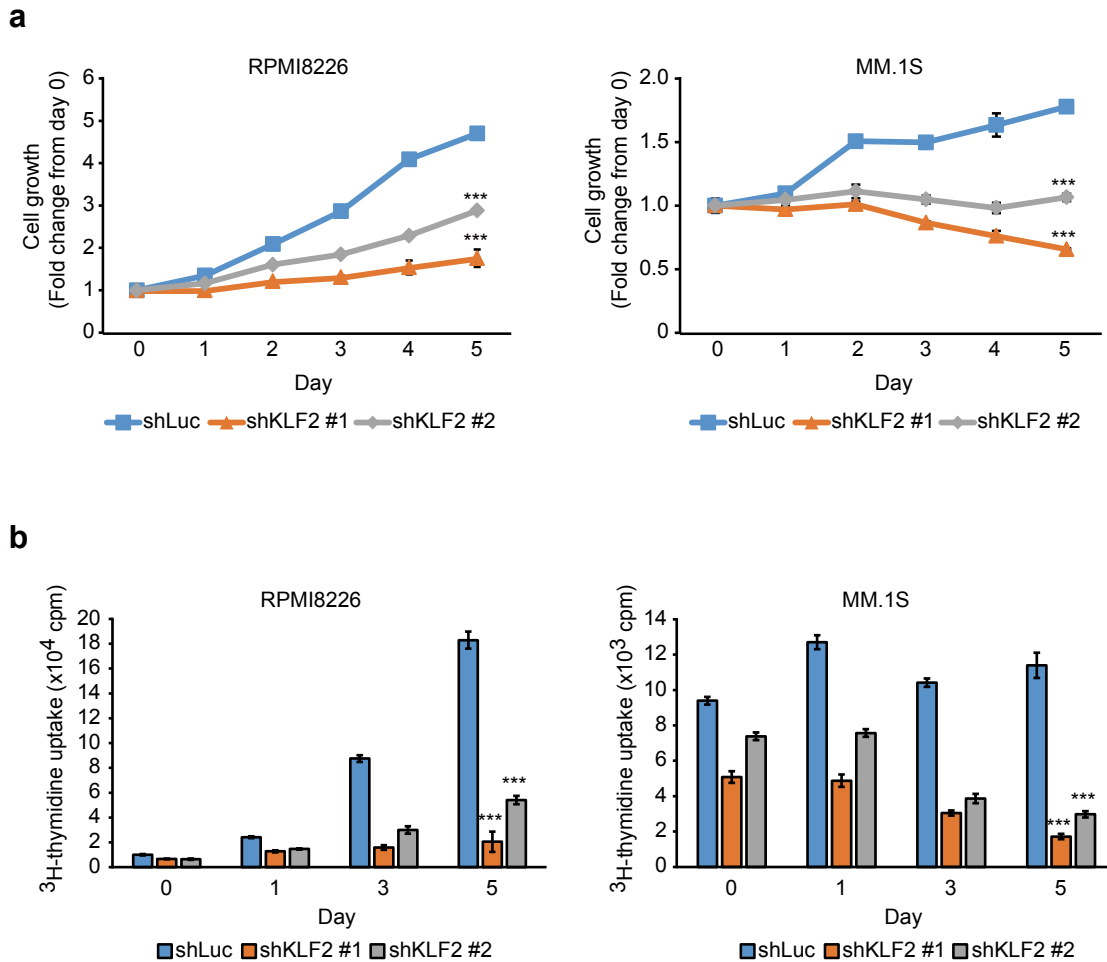 a
RPMI8226
Cell growth
(Fold change from day 0)
6
5
4
3
2
1
0
***
***
0 1 2 3 4 5
Day
shLuc shKLF2 #1 shKLF2 #2
MM.1S
Cell growth
(Fold change from day 0)
2.0
1.5
1.0
0.5
0
***
***
0 1 2 3 4 5
Day
shLuc shKLF2 #1 shKLF2 #2
b
RPMI8226
3H-thymidine uptake (x10^4 cpm)
20
18
16
14
12
10
8
6
4
2
0
***
***
0 1 3 5
Day
shLuc shKLF2 #1 shKLF2 #2
MM.1S
3H-thymidine uptake (x10^3 cpm)
14
12
10
8
6
4
2
0
***
***
0 1 3 5
Day
shLuc shKLF2 #1 shKLF2 #2